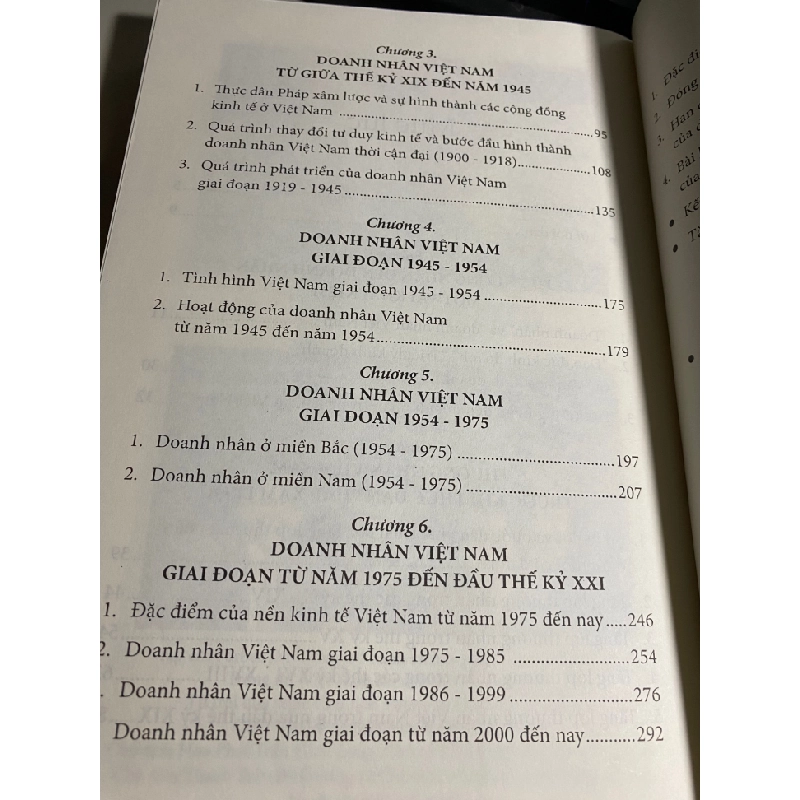 Chương 3.
DOANH NHÂN VIỆT NAM
TỪ GIỮA THẾ KỶ XIX ĐẾN NĂM 1945
1. Thực dân Pháp xâm lược và sự hình thành các cộng đồng
kinh tế ở Việt Nam ........................................................95
2. Quá trình thay đổi tư duy kinh tế và bước đầu hình thành
doanh nhân Việt Nam thời cận đại (1900 - 1918)....................108
3. Quá trình phát triển của doanh nhân Việt Nam
giai đoạn 1919 - 1945....................................................135
Chương 4.
DOANH NHÂN VIỆT NAM
GIAI ĐOẠN 1945 - 1954
1. Tình hình Việt Nam giai đoạn 1945 - 1954.........................175
2. Hoạt động của doanh nhân Việt Nam
từ năm 1945 đến năm 1954.............................................179
Chương 5.
DOANH NHÂN VIỆT NAM
GIAI ĐOẠN 1954 - 1975
1. Doanh nhân ở miền Bắc (1954 - 1975)..............................197
2. Doanh nhân ở miền Nam (1954 - 1975)..............................207
Chương 6.
DOANH NHÂN VIỆT NAM
GIAI ĐOẠN TỪ NĂM 1975 ĐẾN ĐẦU THẾ KỶ XXI
1. Đặc điểm của nền kinh tế Việt Nam từ năm 1975 đến nay.....246
2. Doanh nhân Việt Nam giai đoạn 1975 - 1985 ....................254
. Doanh nhân Việt Nam giai đoạn 1986 - 1999.....................276
Doanh nhân Việt Nam giai đoạn từ năm 2000 đến nay...........292
1. Đặc
2.
3. Hạn
của
4. Bài
của